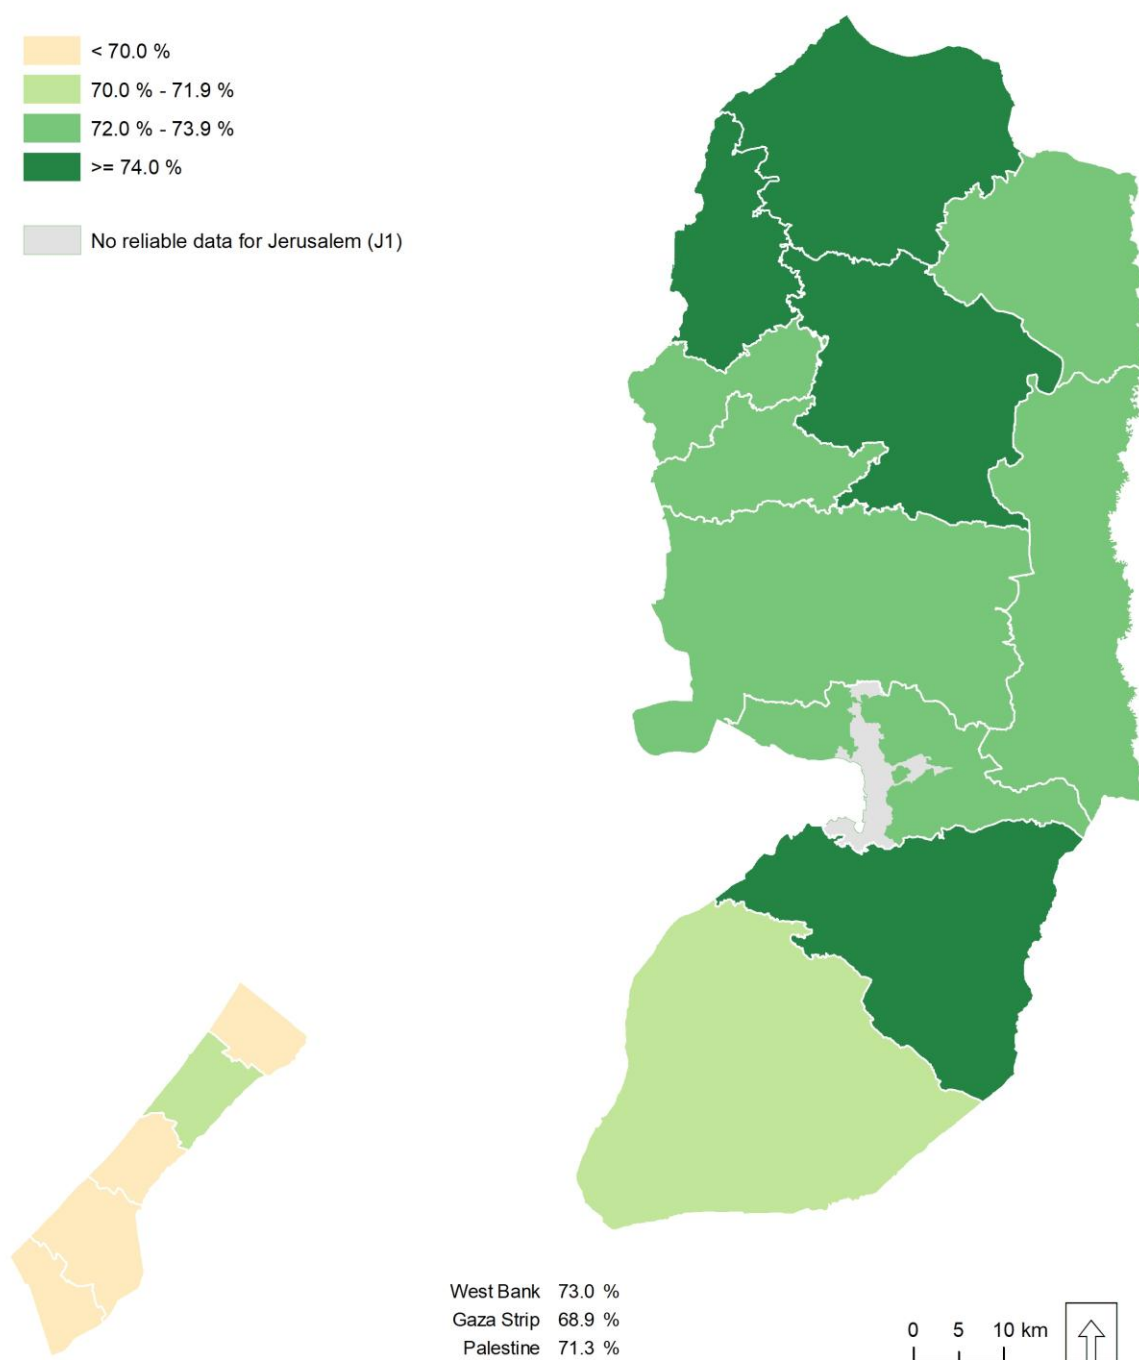 < 70.0 %
70.0 % - 71.9 %
72.0 % - 73.9 %
>= 74.0 %
No reliable data for Jerusalem (J1)
West Bank 73.0 %
Gaza Strip 68.9 %
Palestine 71.3 %
0 5 10 km